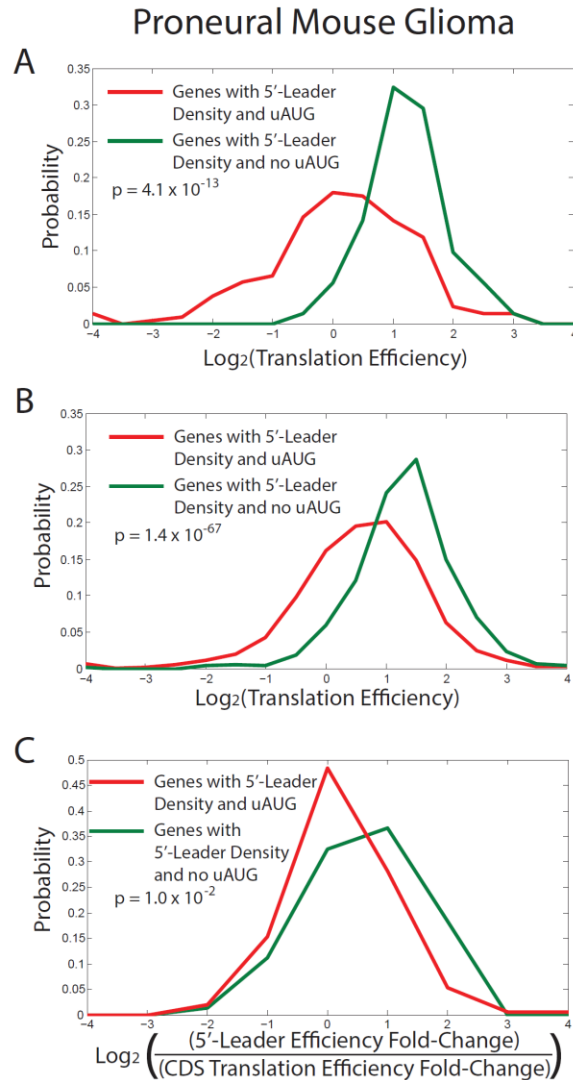 Proneural Mouse Glioma
A
0.35
0.3
0.25
0.2
0.15
0.1
0.05
0
Probability
Genes with 5'-Leader
Density and uAUG
Genes with 5'-Leader
Density and no uAUG
p = 4.1 x 10-13
-4 -3 -2 -1 0 1 2 3 4
Log2(Translation Efficiency)
B
0.35
0.3
0.25
0.2
0.15
0.1
0.05
0
Probability
Genes with 5'-Leader
Density and uAUG
Genes with 5'-Leader
Density and no uAUG
p = 1.4 x 10-67
-4 -3 -2 -1 0 1 2 3 4
Log2(Translation Efficiency)
C
0.5
0.45
0.4
0.35
0.3
0.25
0.2
0.15
0.1
0.05
0
Probability
Genes with 5'-Leader
Density and uAUG
Genes with
5'-Leader Density
and no uAUG
p = 1.0 x 10-2
-4 -3 -2 -1 0 1 2 3 4
Log2 ( (5'-Leader Efficiency Fold-Change)
(CDS Translation Efficiency Fold-Change) )